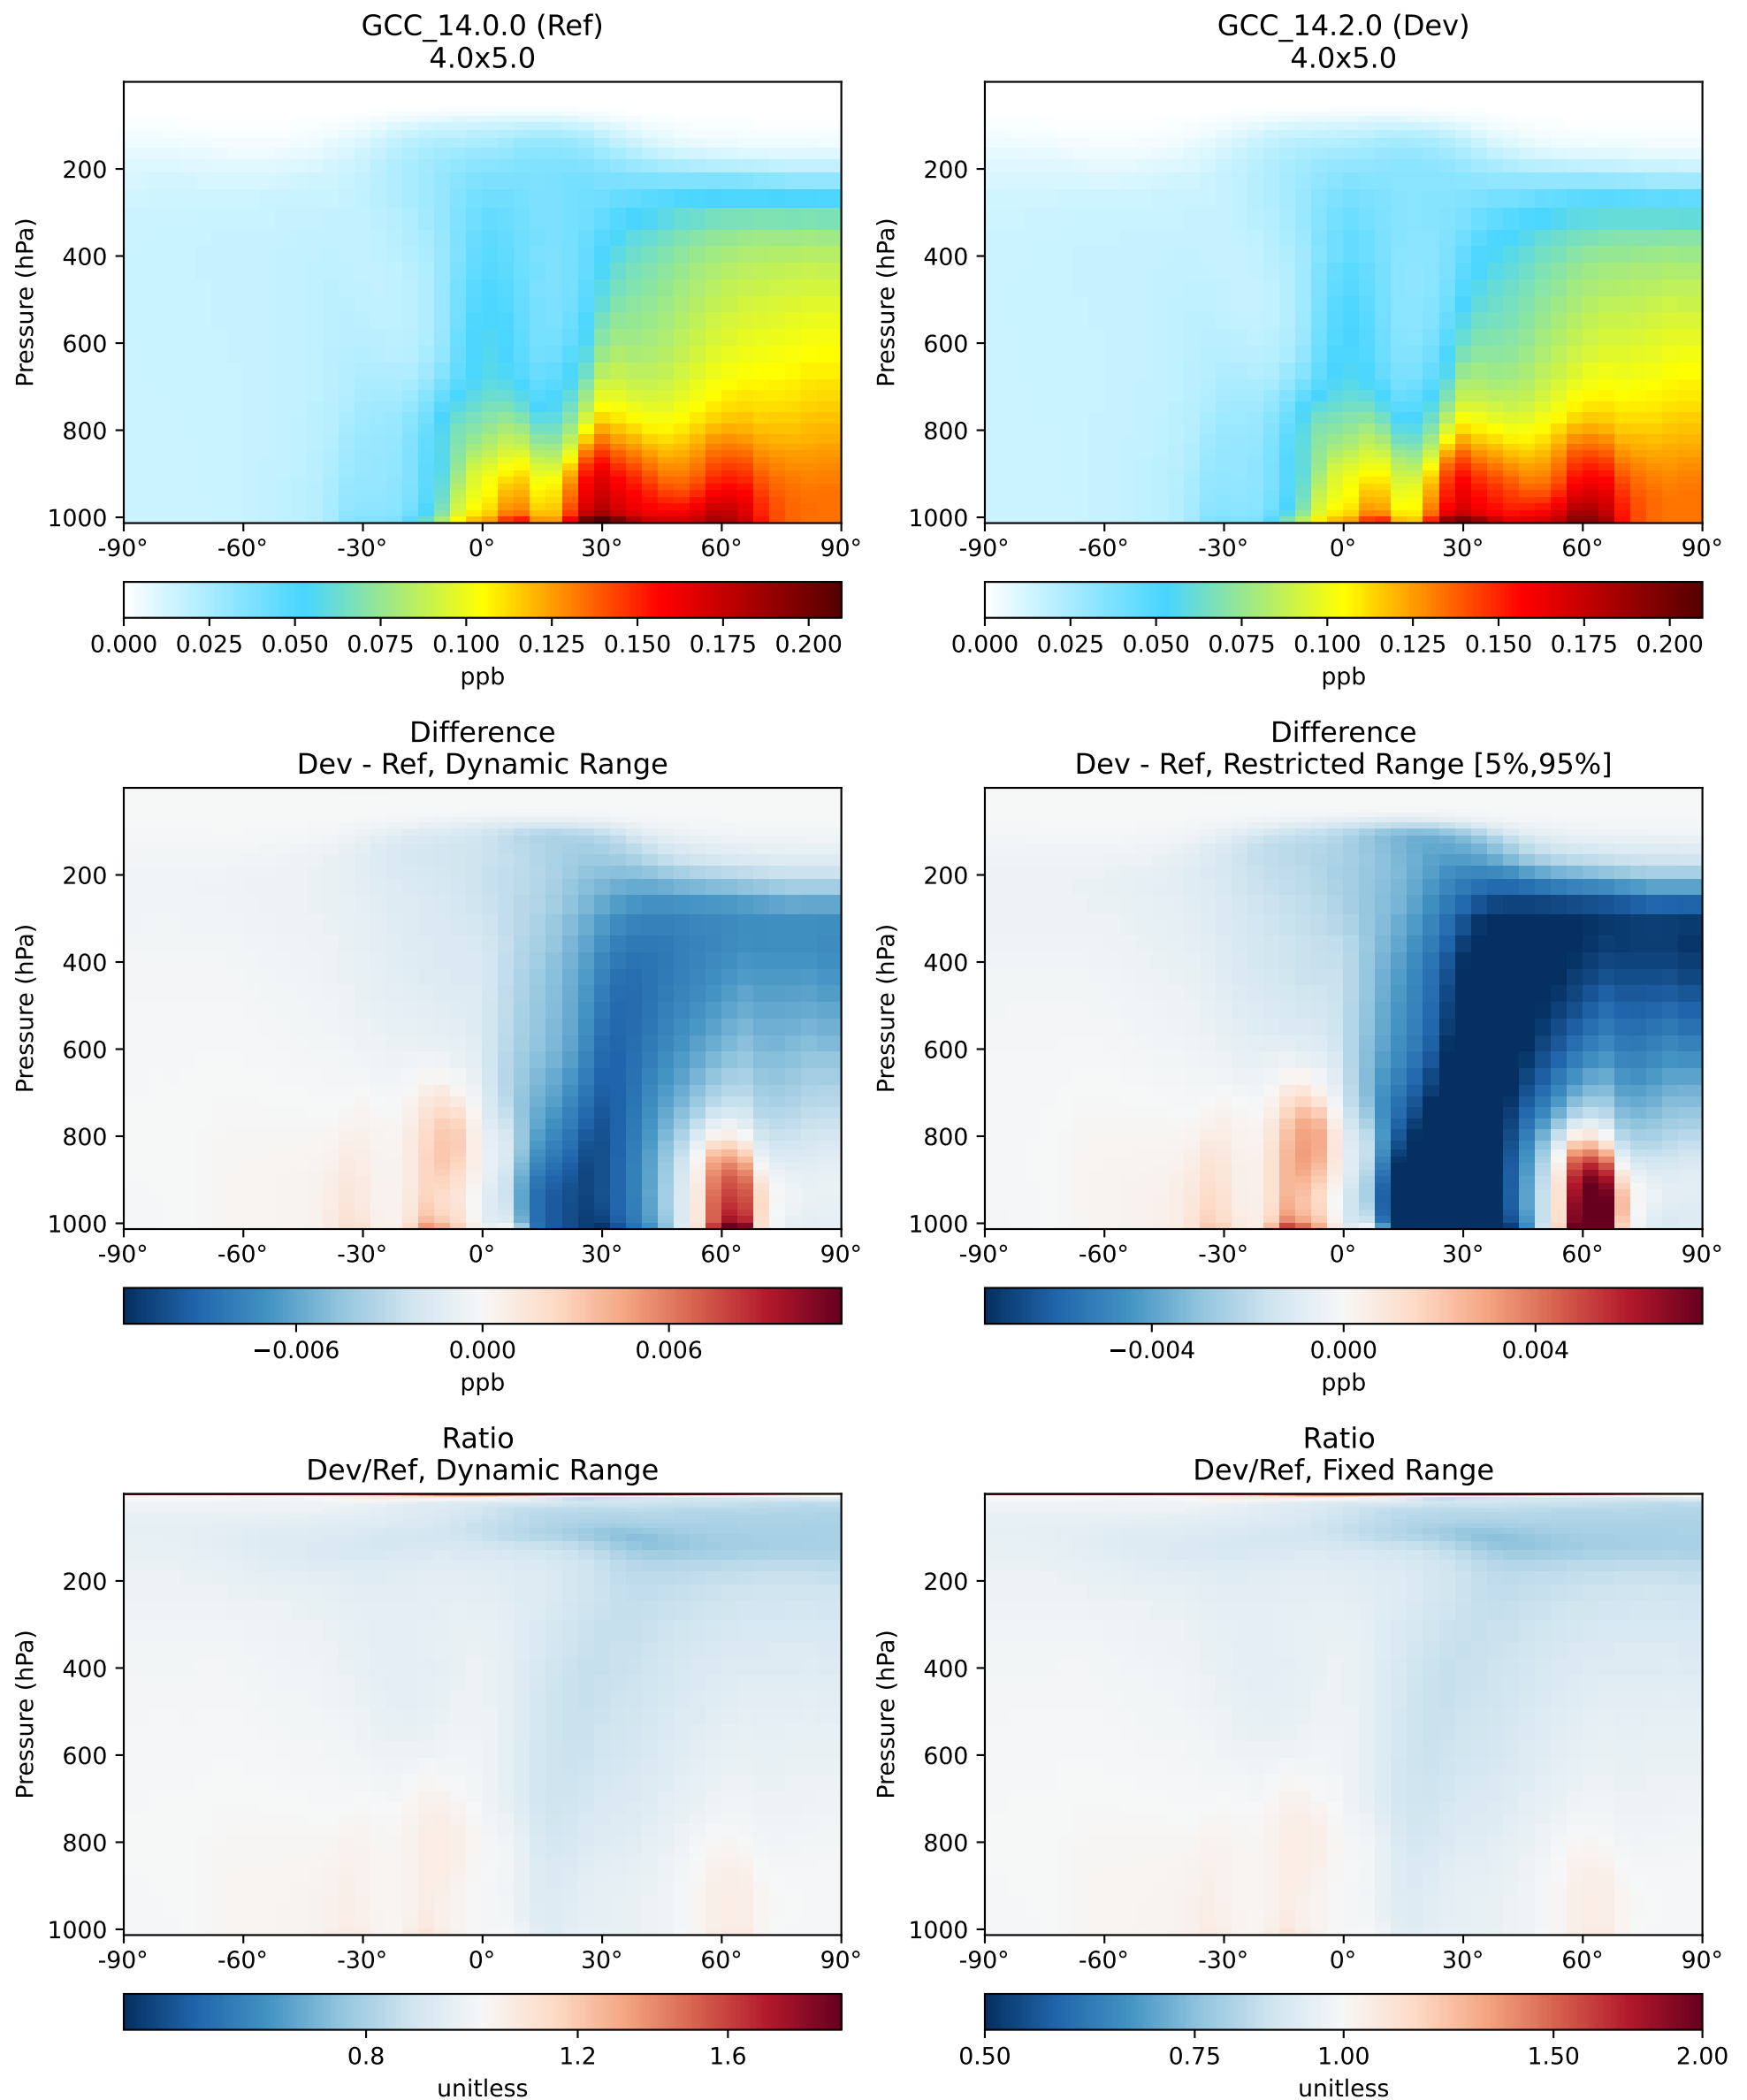 GCC_14.0.0 (Ref)
4.0x5.0
Pressure (hPa)
200
400
600
800
1000
-90° -60° -30° 0° 30° 60° 90°
0.000 0.025 0.050 0.075 0.100 0.125 0.150 0.175 0.200
ppb
GCC_14.2.0 (Dev)
4.0x5.0
Pressure (hPa)
200
400
600
800
1000
-90° -60° -30° 0° 30° 60° 90°
0.000 0.025 0.050 0.075 0.100 0.125 0.150 0.175 0.200
ppb
Difference
Dev - Ref, Dynamic Range
Pressure (hPa)
200
400
600
800
1000
-90° -60° -30° 0° 30° 60° 90°
−0.006 0.000 0.006
ppb
Difference
Dev - Ref, Restricted Range [5%,95%]
Pressure (hPa)
200
400
600
800
1000
-90° -60° -30° 0° 30° 60° 90°
−0.004 0.000 0.004
ppb
Ratio
Dev/Ref, Dynamic Range
Pressure (hPa)
200
400
600
800
1000
-90° -60° -30° 0° 30° 60° 90°
0.8 1.2 1.6
unitless
Ratio
Dev/Ref, Fixed Range
Pressure (hPa)
200
400
600
800
1000
-90° -60° -30° 0° 30° 60° 90°
0.50 0.75 1.00 1.50 2.00
unitless